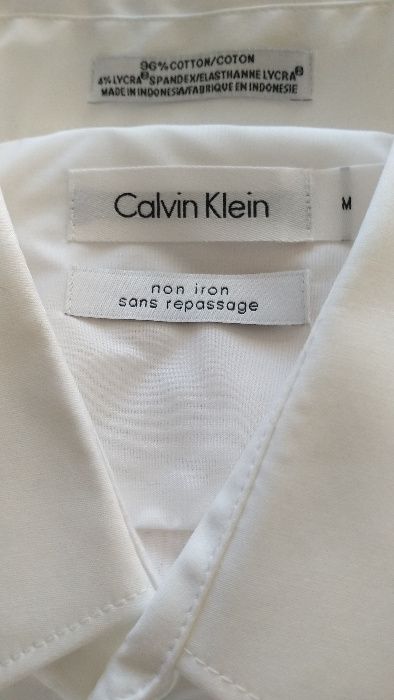 96% COTTON/COTON
4% LYCRA® SPANDEX/ELASTHANNE LYCRA®
MADE IN INDONESIA/FABRIQUE EN INDONESIE
Calvin Klein
M
non iron
sans repassage